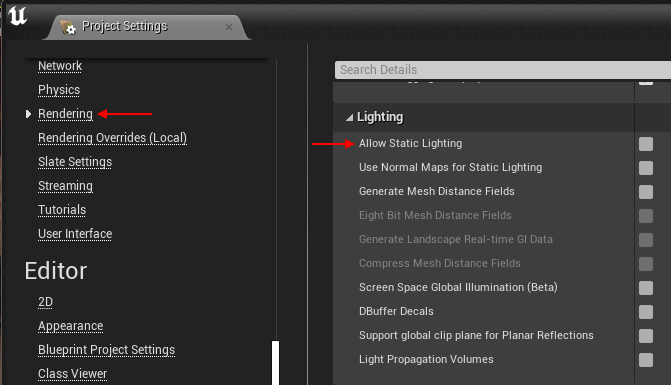 Project Settings
Network
Physics
Rendering
Rendering Overrides (Local)
Slate Settings
Streaming
Tutorials
User Interface
Editor
2D
Appearance
Blueprint Project Settings
Class Viewer
Search Details
Lighting
Allow Static Lighting
Use Normal Maps for Static Lighting
Generate Mesh Distance Fields
Eight Bit Mesh Distance Fields
Generate Landscape Real-time GI Data
Compress Mesh Distance Fields
Screen Space Global Illumination (Beta)
DBuffer Decals
Support global clip plane for Planar Reflections
Light Propagation Volumes